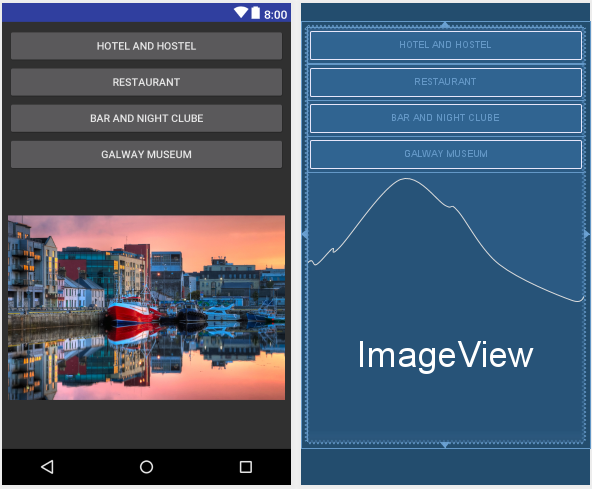 8:00
HOTEL AND HOSTEL
RESTAURANT
BAR AND NIGHT CLUBE
GALWAY MUSEUM
HOTEL AND HOSTEL
RESTAURANT
BAR AND NIGHT CLUBE
GALWAY MUSEUM
ImageView